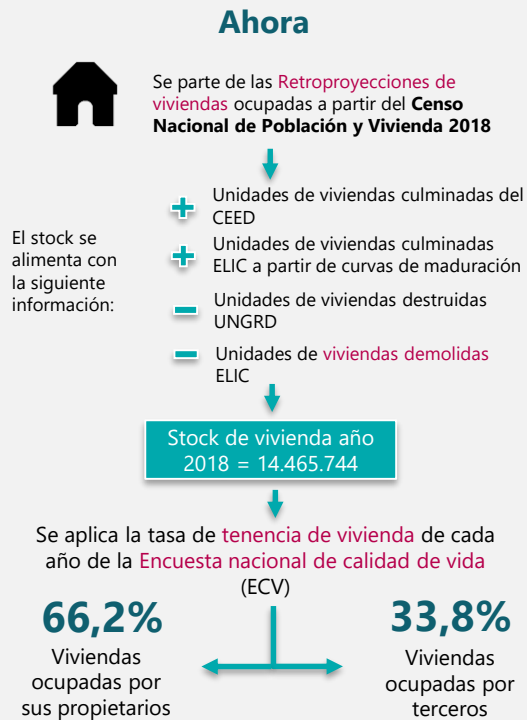 Ahora
Se parte de las Retroproyecciones de
viviendas ocupadas a partir del Censo
Nacional de Población y Vivienda 2018
El stock se
alimenta con
la siguiente
información:
Unidades de viviendas culminadas del
CEED
Unidades de viviendas culminadas
ELIC a partir de curvas de maduración
Unidades de viviendas destruidas
UNGRD
Unidades de viviendas demolidas
ELIC
Stock de vivienda año
2018 = 14.465.744
Se aplica la tasa de tenencia de vivienda de cada
año de la Encuesta nacional de calidad de vida
(ECV)
66,2%
Viviendas
ocupadas por
sus propietarios
33,8%
Viviendas
ocupadas por
terceros